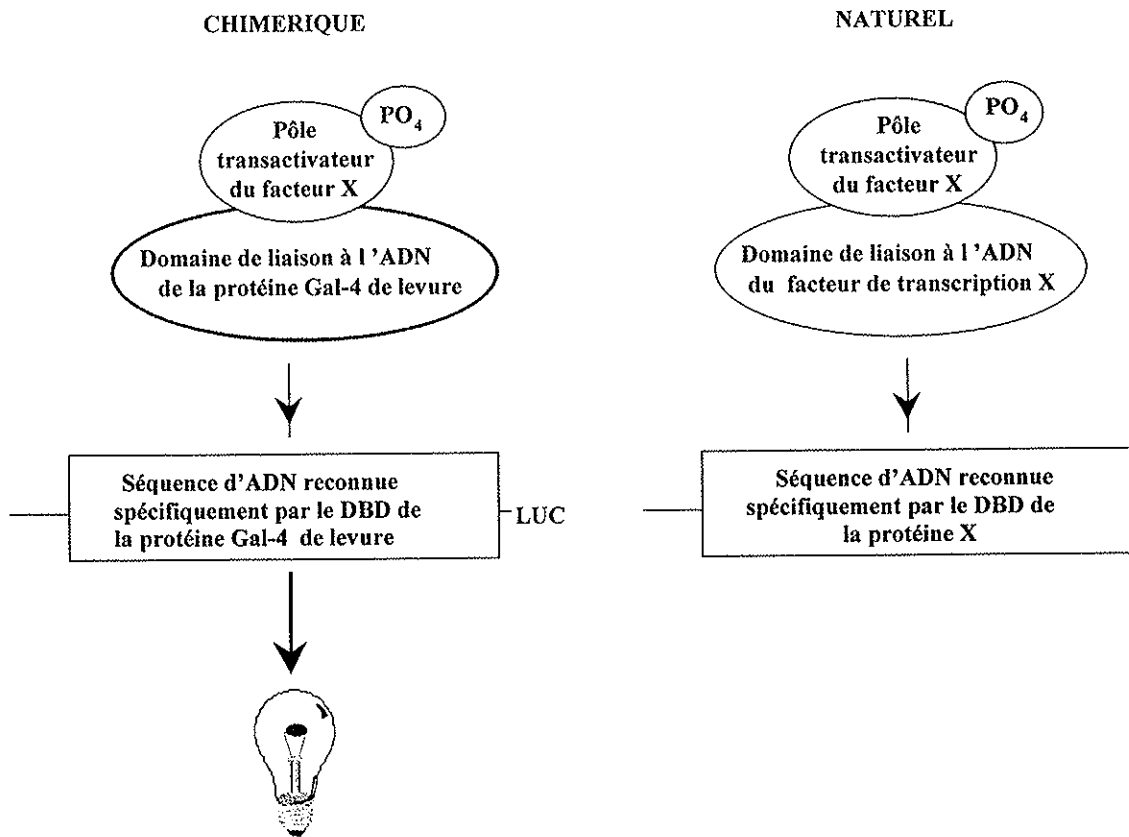 CHIMERIQUE
PO4
Pôle
transactivateur
du facteur X
Domaine de liaison à l 'ADN
de la protéine Gal-4 de levure
Séquence d'ADN reconnue
spécifiquement par le DBD de
la protéine Gal-4 de levure
LUC
NATUREL
PO4
Pôle
transactivateur
du facteur X
Domaine de liaison à l 'ADN
du facteur de transcription X
Séquence d'ADN reconnue
spécifiquement par le DBD de
la protéine X